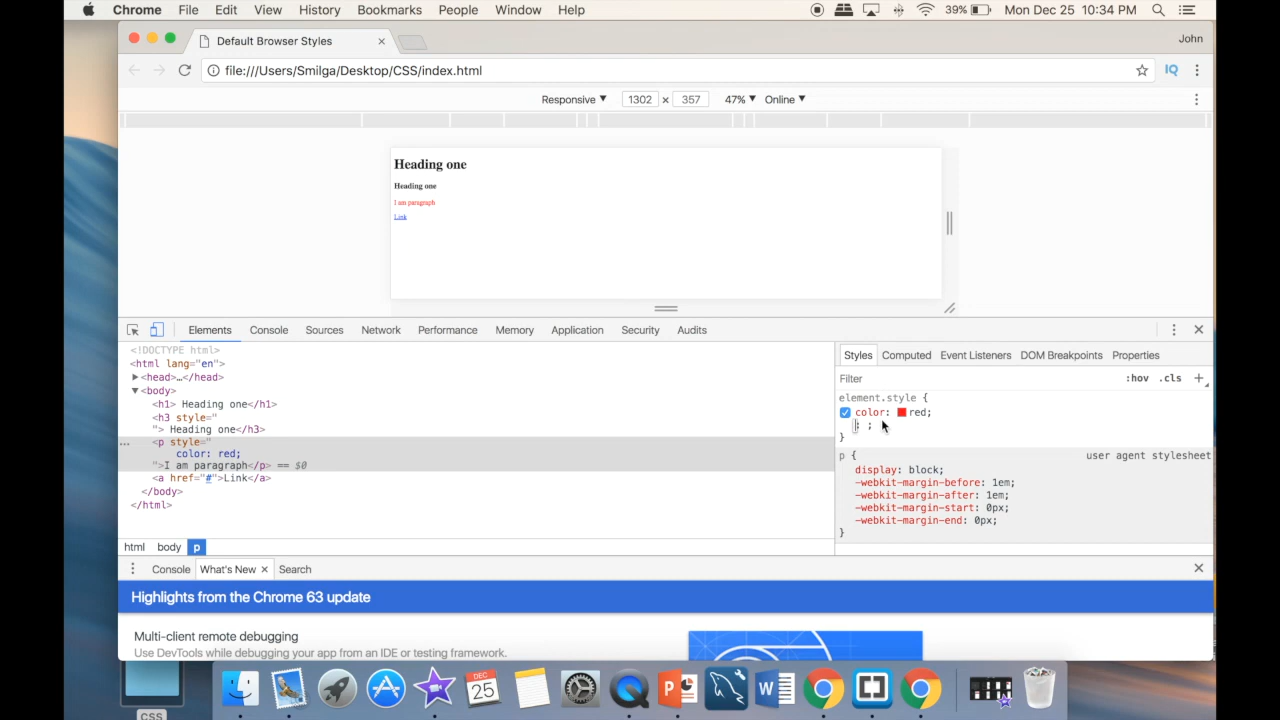 Chrome File Edit View History Bookmarks People Window Help 39% Mon Dec 25 10:34 PM
Default Browser Styles John
file:///Users/Smilga/Desktop/CSS/index.html IQ
Responsive ▼ 1302 × 357 47% ▼ Online ▼
Heading one
Heading one
I am paragraph
Link
Elements Console Sources Network Performance Memory Application Security Audits
<!DOCTYPE html>
<html lang="en">
▶<head>…</head>
▼<body>
<h1> Heading one</h1>
<h3 style="
"> Heading one</h3>
… <p style="
color: red;
">I am paragraph</p> == $0
<a href="#">Link</a>
</body>
</html>
html body p
Styles Computed Event Listeners DOM Breakpoints Properties
Filter :hov .cls +
element.style {
color: red;
: ;
}
p { user agent stylesheet
display: block;
-webkit-margin-before: 1em;
-webkit-margin-after: 1em;
-webkit-margin-start: 0px;
-webkit-margin-end: 0px;
}
Console What's New × Search
Highlights from the Chrome 63 update
Multi-client remote debugging
Use DevTools while debugging your app from an IDE or testing framework.
DEC
25
P
W
CSS